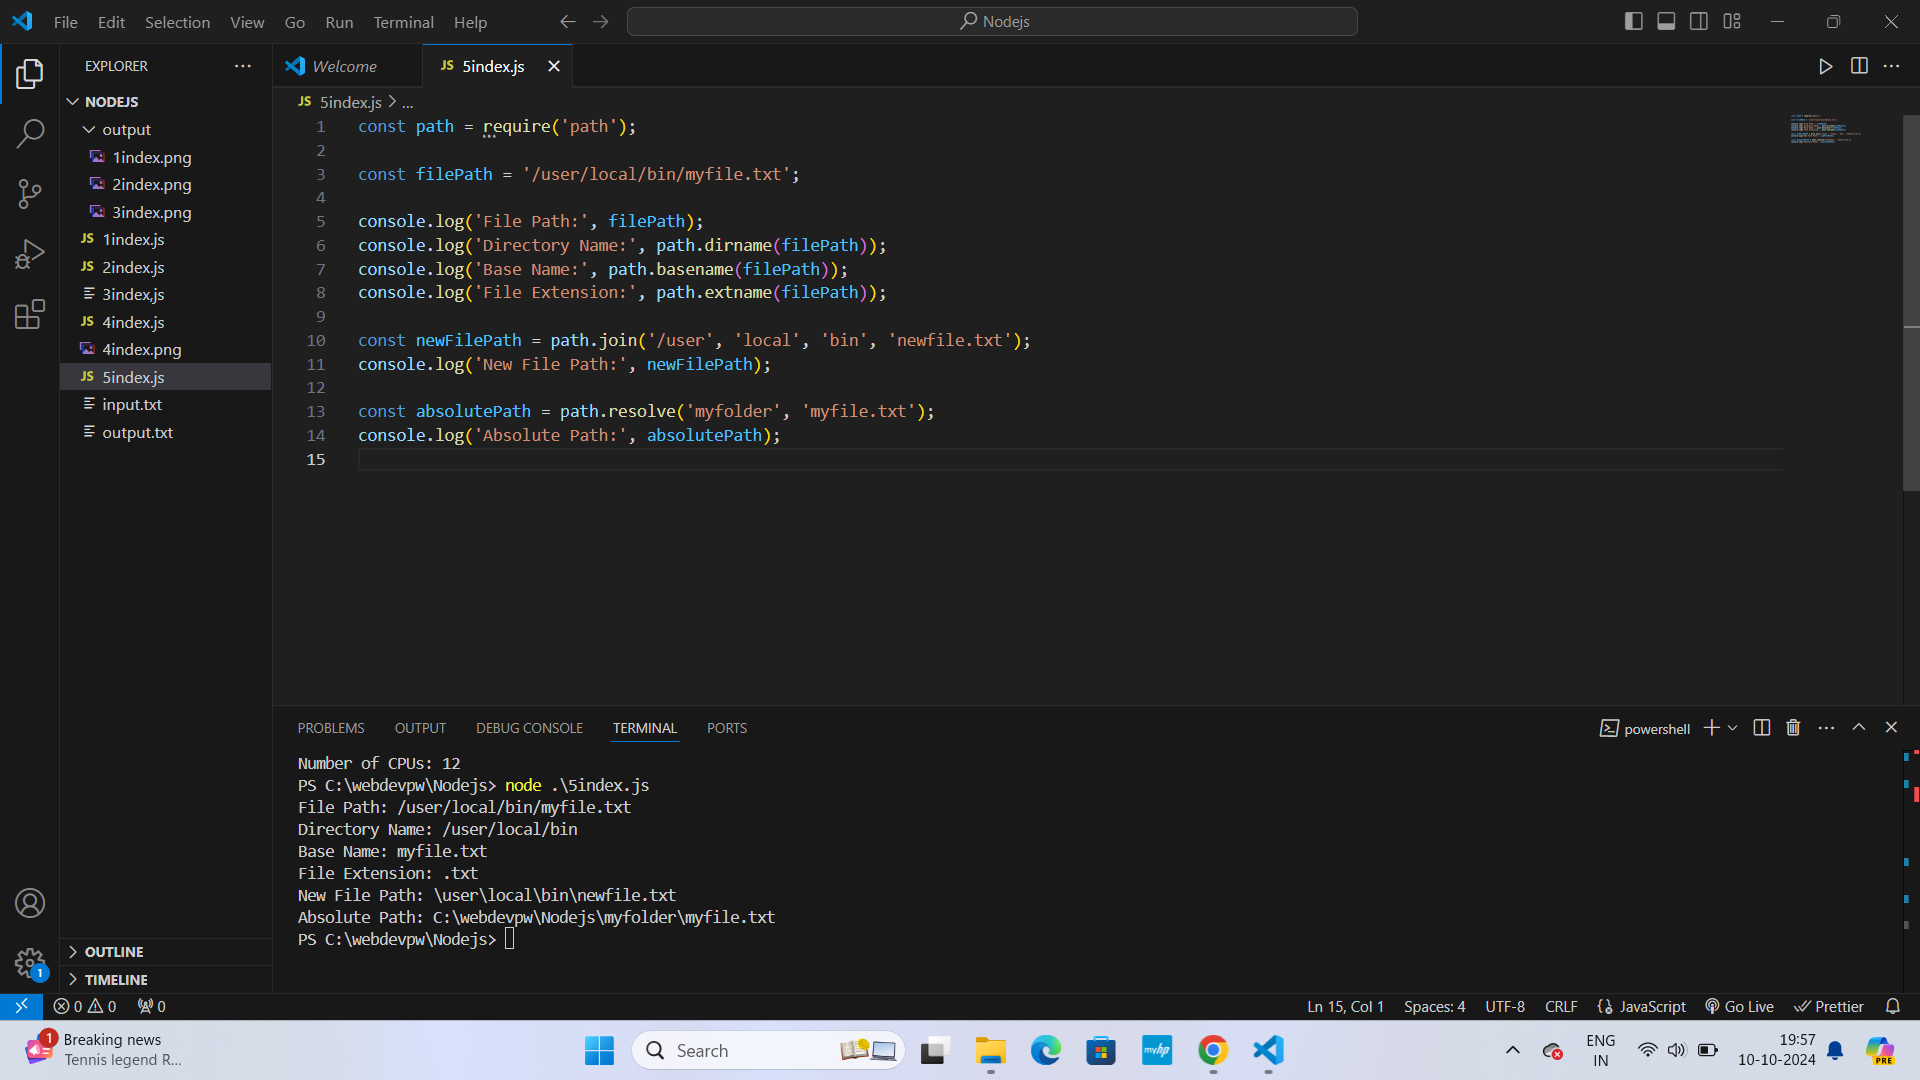 File Edit Selection View Go Run Terminal Help
Nodejs
EXPLORER
NODEJS
output
1index.png
2index.png
3index.png
JS 1index.js
JS 2index.js
3index,js
JS 4index.js
4index.png
JS 5index.js
input.txt
output.txt
OUTLINE
TIMELINE
1
Welcome
JS 5index.js
JS 5index.js > ...
1 const path = require('path');
2
3 const filePath = '/user/local/bin/myfile.txt';
4
5 console.log('File Path:', filePath);
6 console.log('Directory Name:', path.dirname(filePath));
7 console.log('Base Name:', path.basename(filePath));
8 console.log('File Extension:', path.extname(filePath));
9
10 const newFilePath = path.join('/user', 'local', 'bin', 'newfile.txt');
11 console.log('New File Path:', newFilePath);
12
13 const absolutePath = path.resolve('myfolder', 'myfile.txt');
14 console.log('Absolute Path:', absolutePath);
15
PROBLEMS OUTPUT DEBUG CONSOLE TERMINAL PORTS
powershell
Number of CPUs: 12
PS C:\webdevpw\Nodejs> node .\5index.js
File Path: /user/local/bin/myfile.txt
Directory Name: /user/local/bin
Base Name: myfile.txt
File Extension: .txt
New File Path: \user\local\bin\newfile.txt
Absolute Path: C:\webdevpw\Nodejs\myfolder\myfile.txt
PS C:\webdevpw\Nodejs>
0 0 0
Ln 15, Col 1 Spaces: 4 UTF-8 CRLF JavaScript Go Live Prettier
1
Breaking news
Tennis legend R...
Search
myhp
ENG
IN
19:57
10-10-2024
PRE